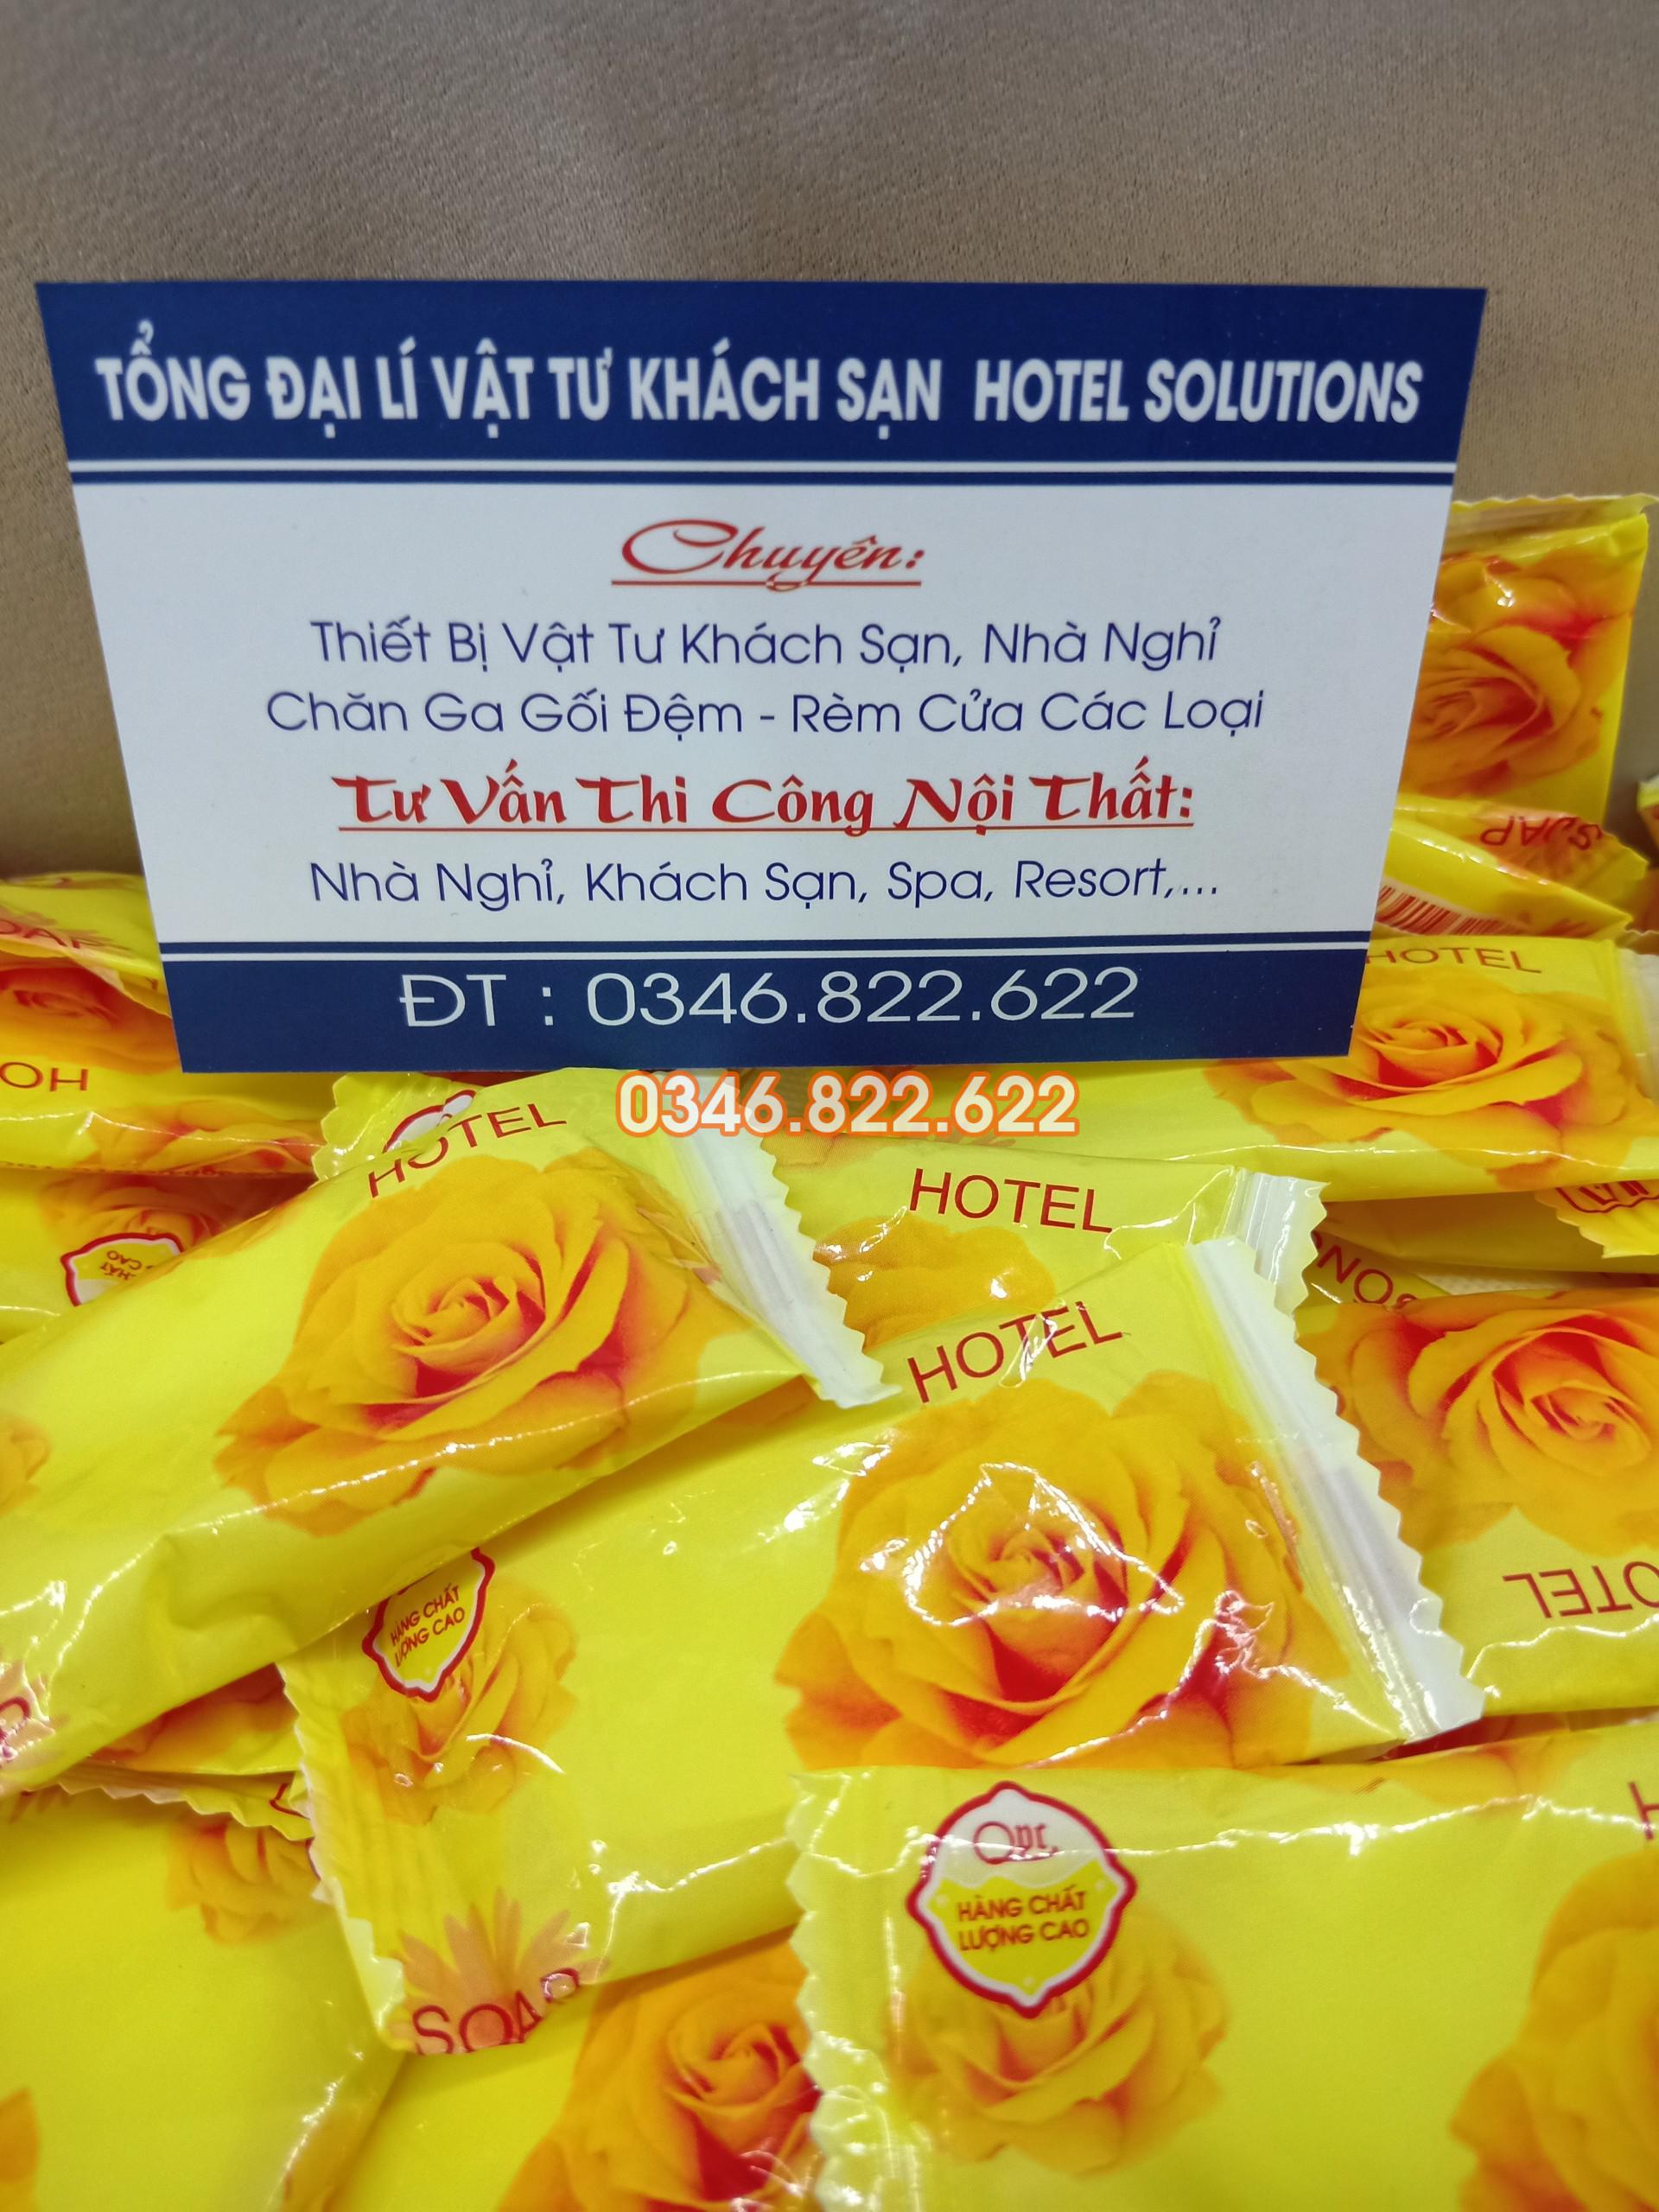 TỔNG ĐẠI LÍ VẬT TƯ KHÁCH SẠN HOTEL SOLUTIONS
Chuyên:
Thiết Bị Vật Tư Khách Sạn, Nhà Nghỉ
Chăn Ga Gối Đệm - Rèm Cửa Các Loại
Tư Vấn Thi Công Nội Thất:
Nhà Nghỉ, Khách Sạn, Spa, Resort,...
ĐT : 0346.822.622
0346.822.622
SOAP
HOTEL
HOTEL
HOTEL
HOTEL
HOTEL
HÀNG CHẤT
LƯỢNG CAO
SOAP
HÀNG CHẤT
LƯỢNG CAO